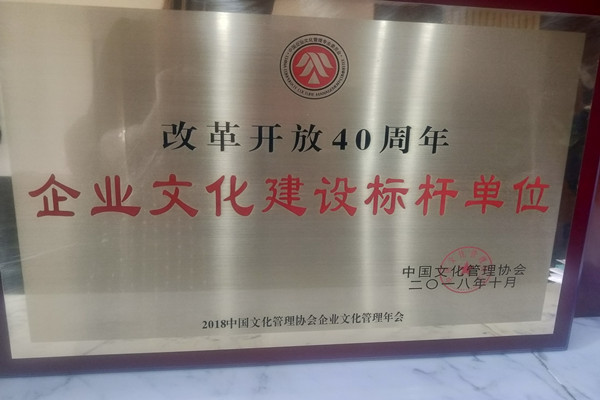 改革开放40周年
企业文化建设标杆单位
中国文化管理协会
二〇一八年十月
2018中国文化管理协会企业文化管理年会